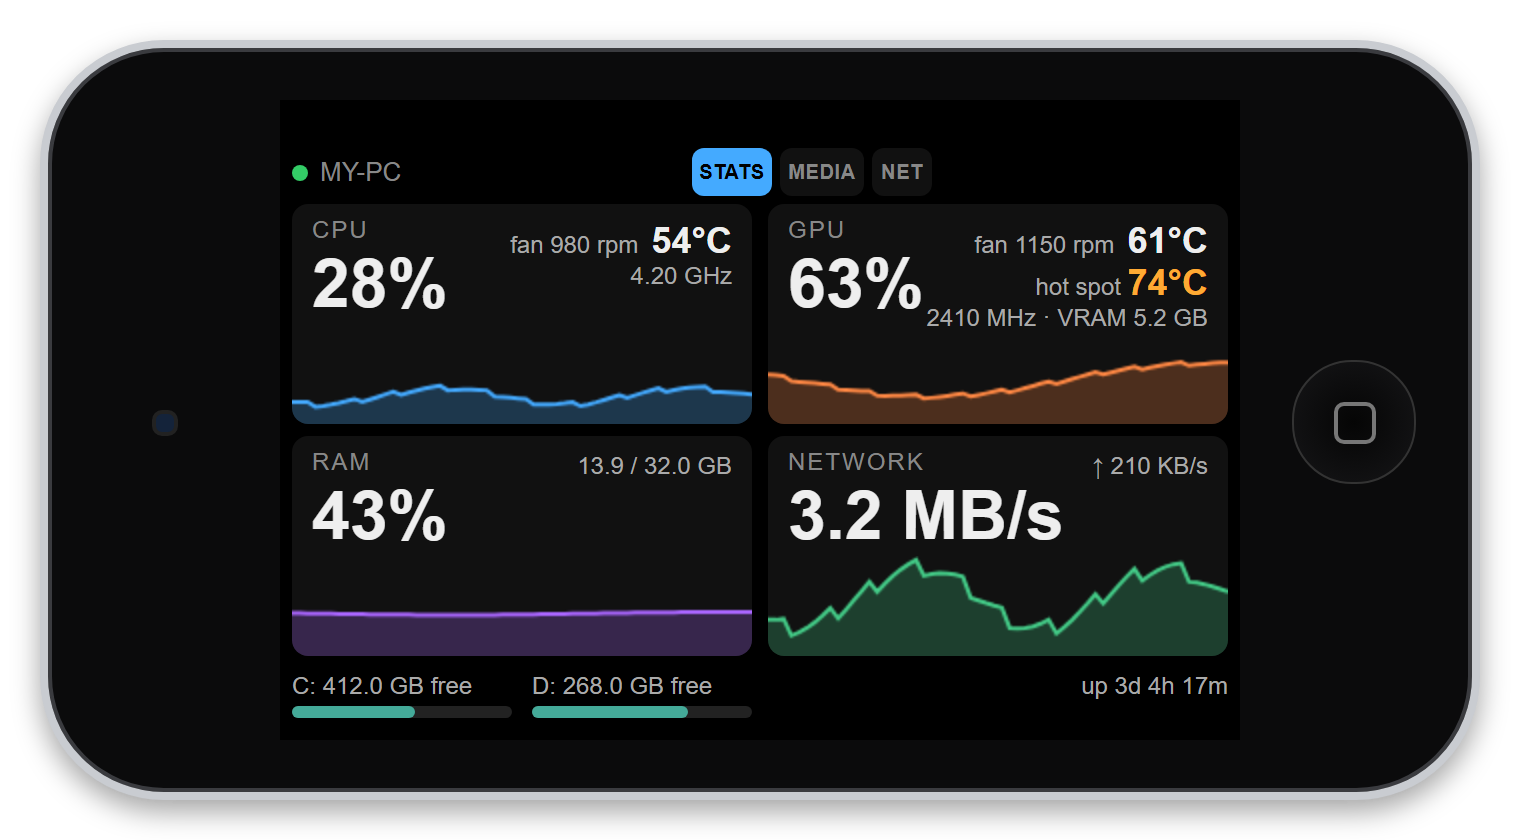 MY-PC
STATS MEDIA NET
CPU
fan 980 rpm 54°C
28%
4.20 GHz
GPU
fan 1150 rpm 61°C
63%
hot spot 74°C
2410 MHz · VRAM 5.2 GB
RAM
13.9 / 32.0 GB
43%
NETWORK
↑ 210 KB/s
3.2 MB/s
C: 412.0 GB free
D: 268.0 GB free
up 3d 4h 17m